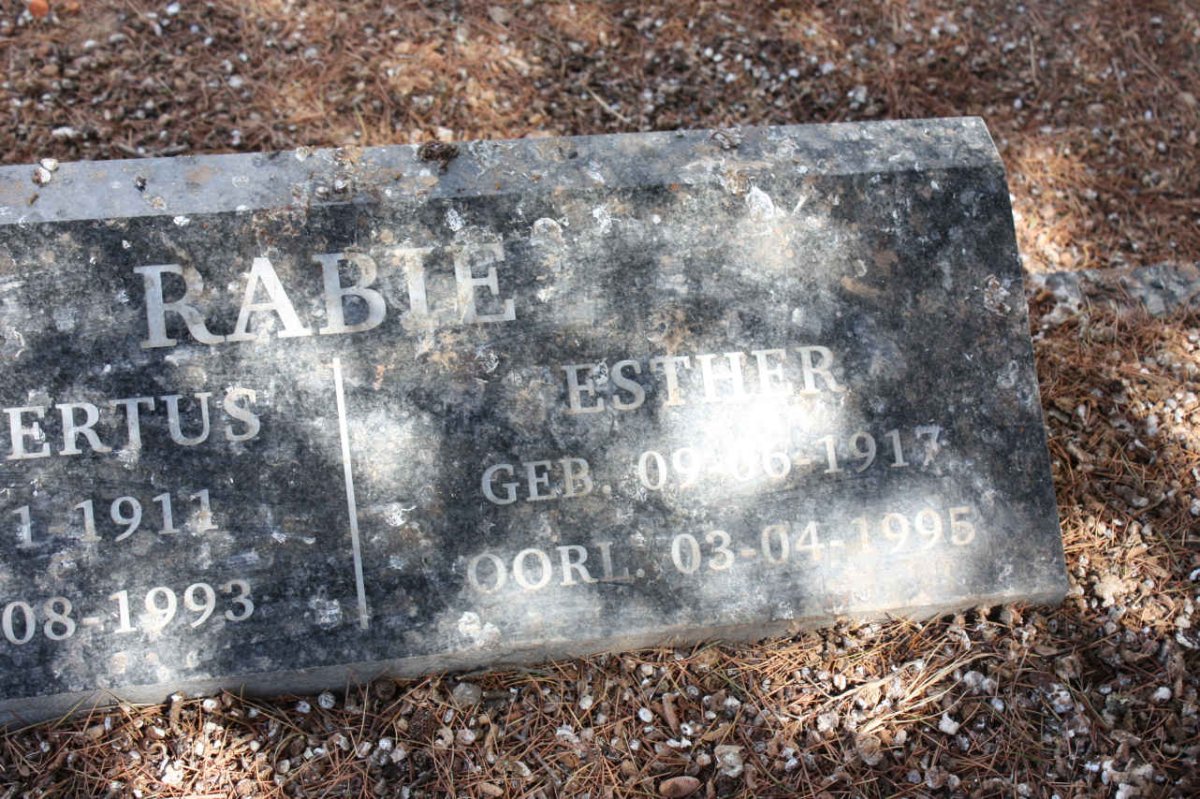 RABIE
ERTUS
1 1911
08-1993
ESTHER
GEB. 09-06-1917
OORL. 03-04-1995